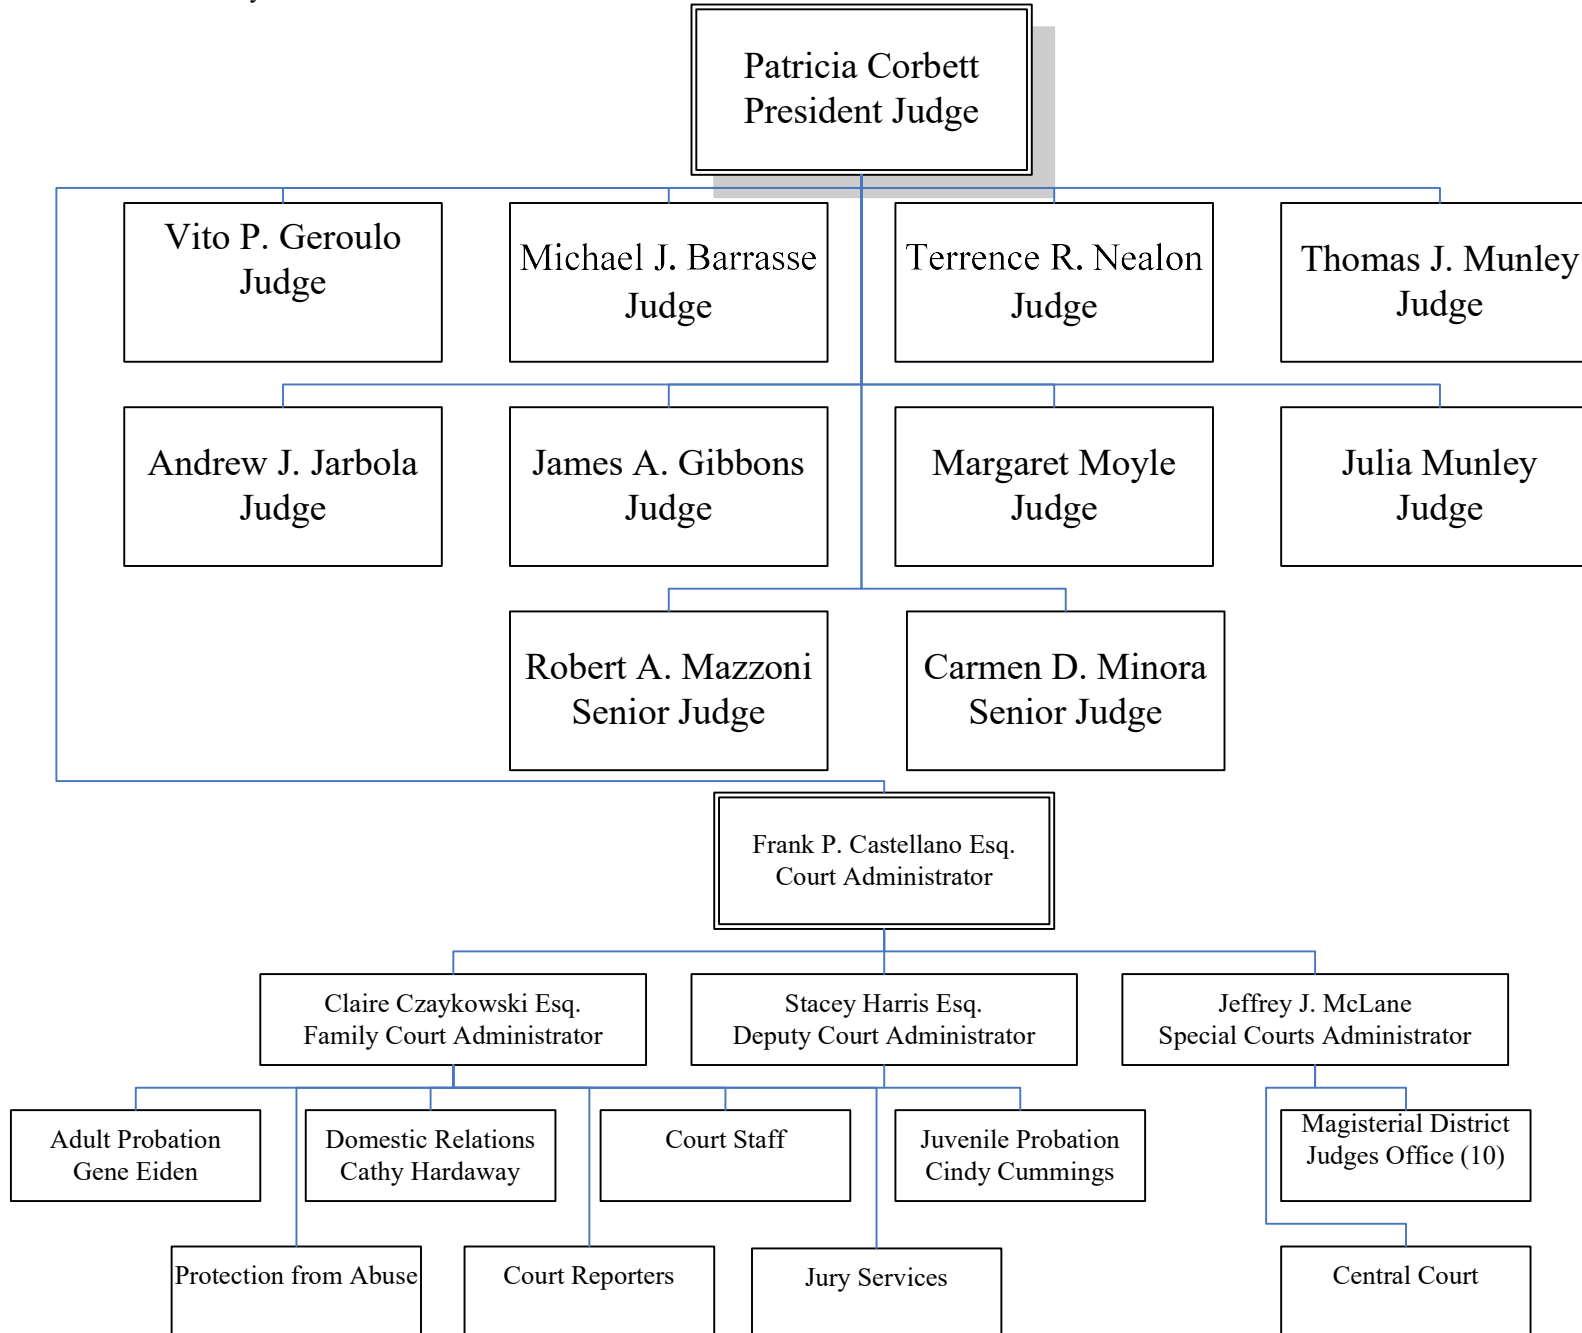 Patricia Corbett
President Judge
Vito P. Geroulo
Judge
Michael J. Barrasse
Judge
Terrence R. Nealon
Judge
Thomas J. Munley
Judge
Andrew J. Jarbola
Judge
James A. Gibbons
Judge
Margaret Moyle
Judge
Julia Munley
Judge
Robert A. Mazzoni
Senior Judge
Carmen D. Minora
Senior Judge
Frank P. Castellano Esq.
Court Administrator
Claire Czaykowski Esq.
Family Court Administrator
Stacey Harris Esq.
Deputy Court Administrator
Jeffrey J. McLane
Special Courts Administrator
Adult Probation
Gene Eiden
Domestic Relations
Cathy Hardaway
Court Staff
Juvenile Probation
Cindy Cummings
Magisterial District
Judges Office (10)
Protection from Abuse
Court Reporters
Jury Services
Central Court